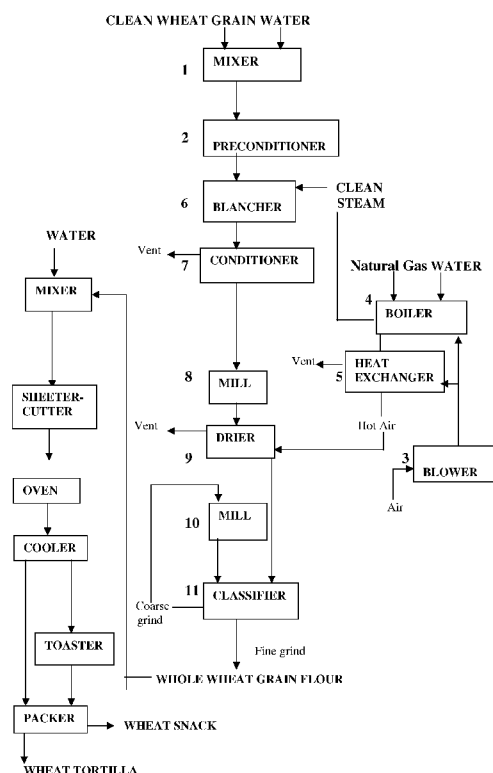 CLEAN WHEAT GRAIN WATER
1
MIXER
2
PRECONDITIONER
6
BLANCHER
CLEAN
STEAM
WATER
Vent
7
CONDITIONER
Natural Gas WATER
MIXER
4
BOILER
8
MILL
Vent
5
HEAT
EXCHANGER
SHEETER-
CUTTER
Vent
DRIER
9
Hot Air
3
BLOWER
Air
OVEN
MILL
10
COOLER
11
CLASSIFIER
Coarse
grind
TOASTER
Fine grind
WHOLE WHEAT GRAIN FLOUR
PACKER
WHEAT SNACK
WHEAT TORTILLA